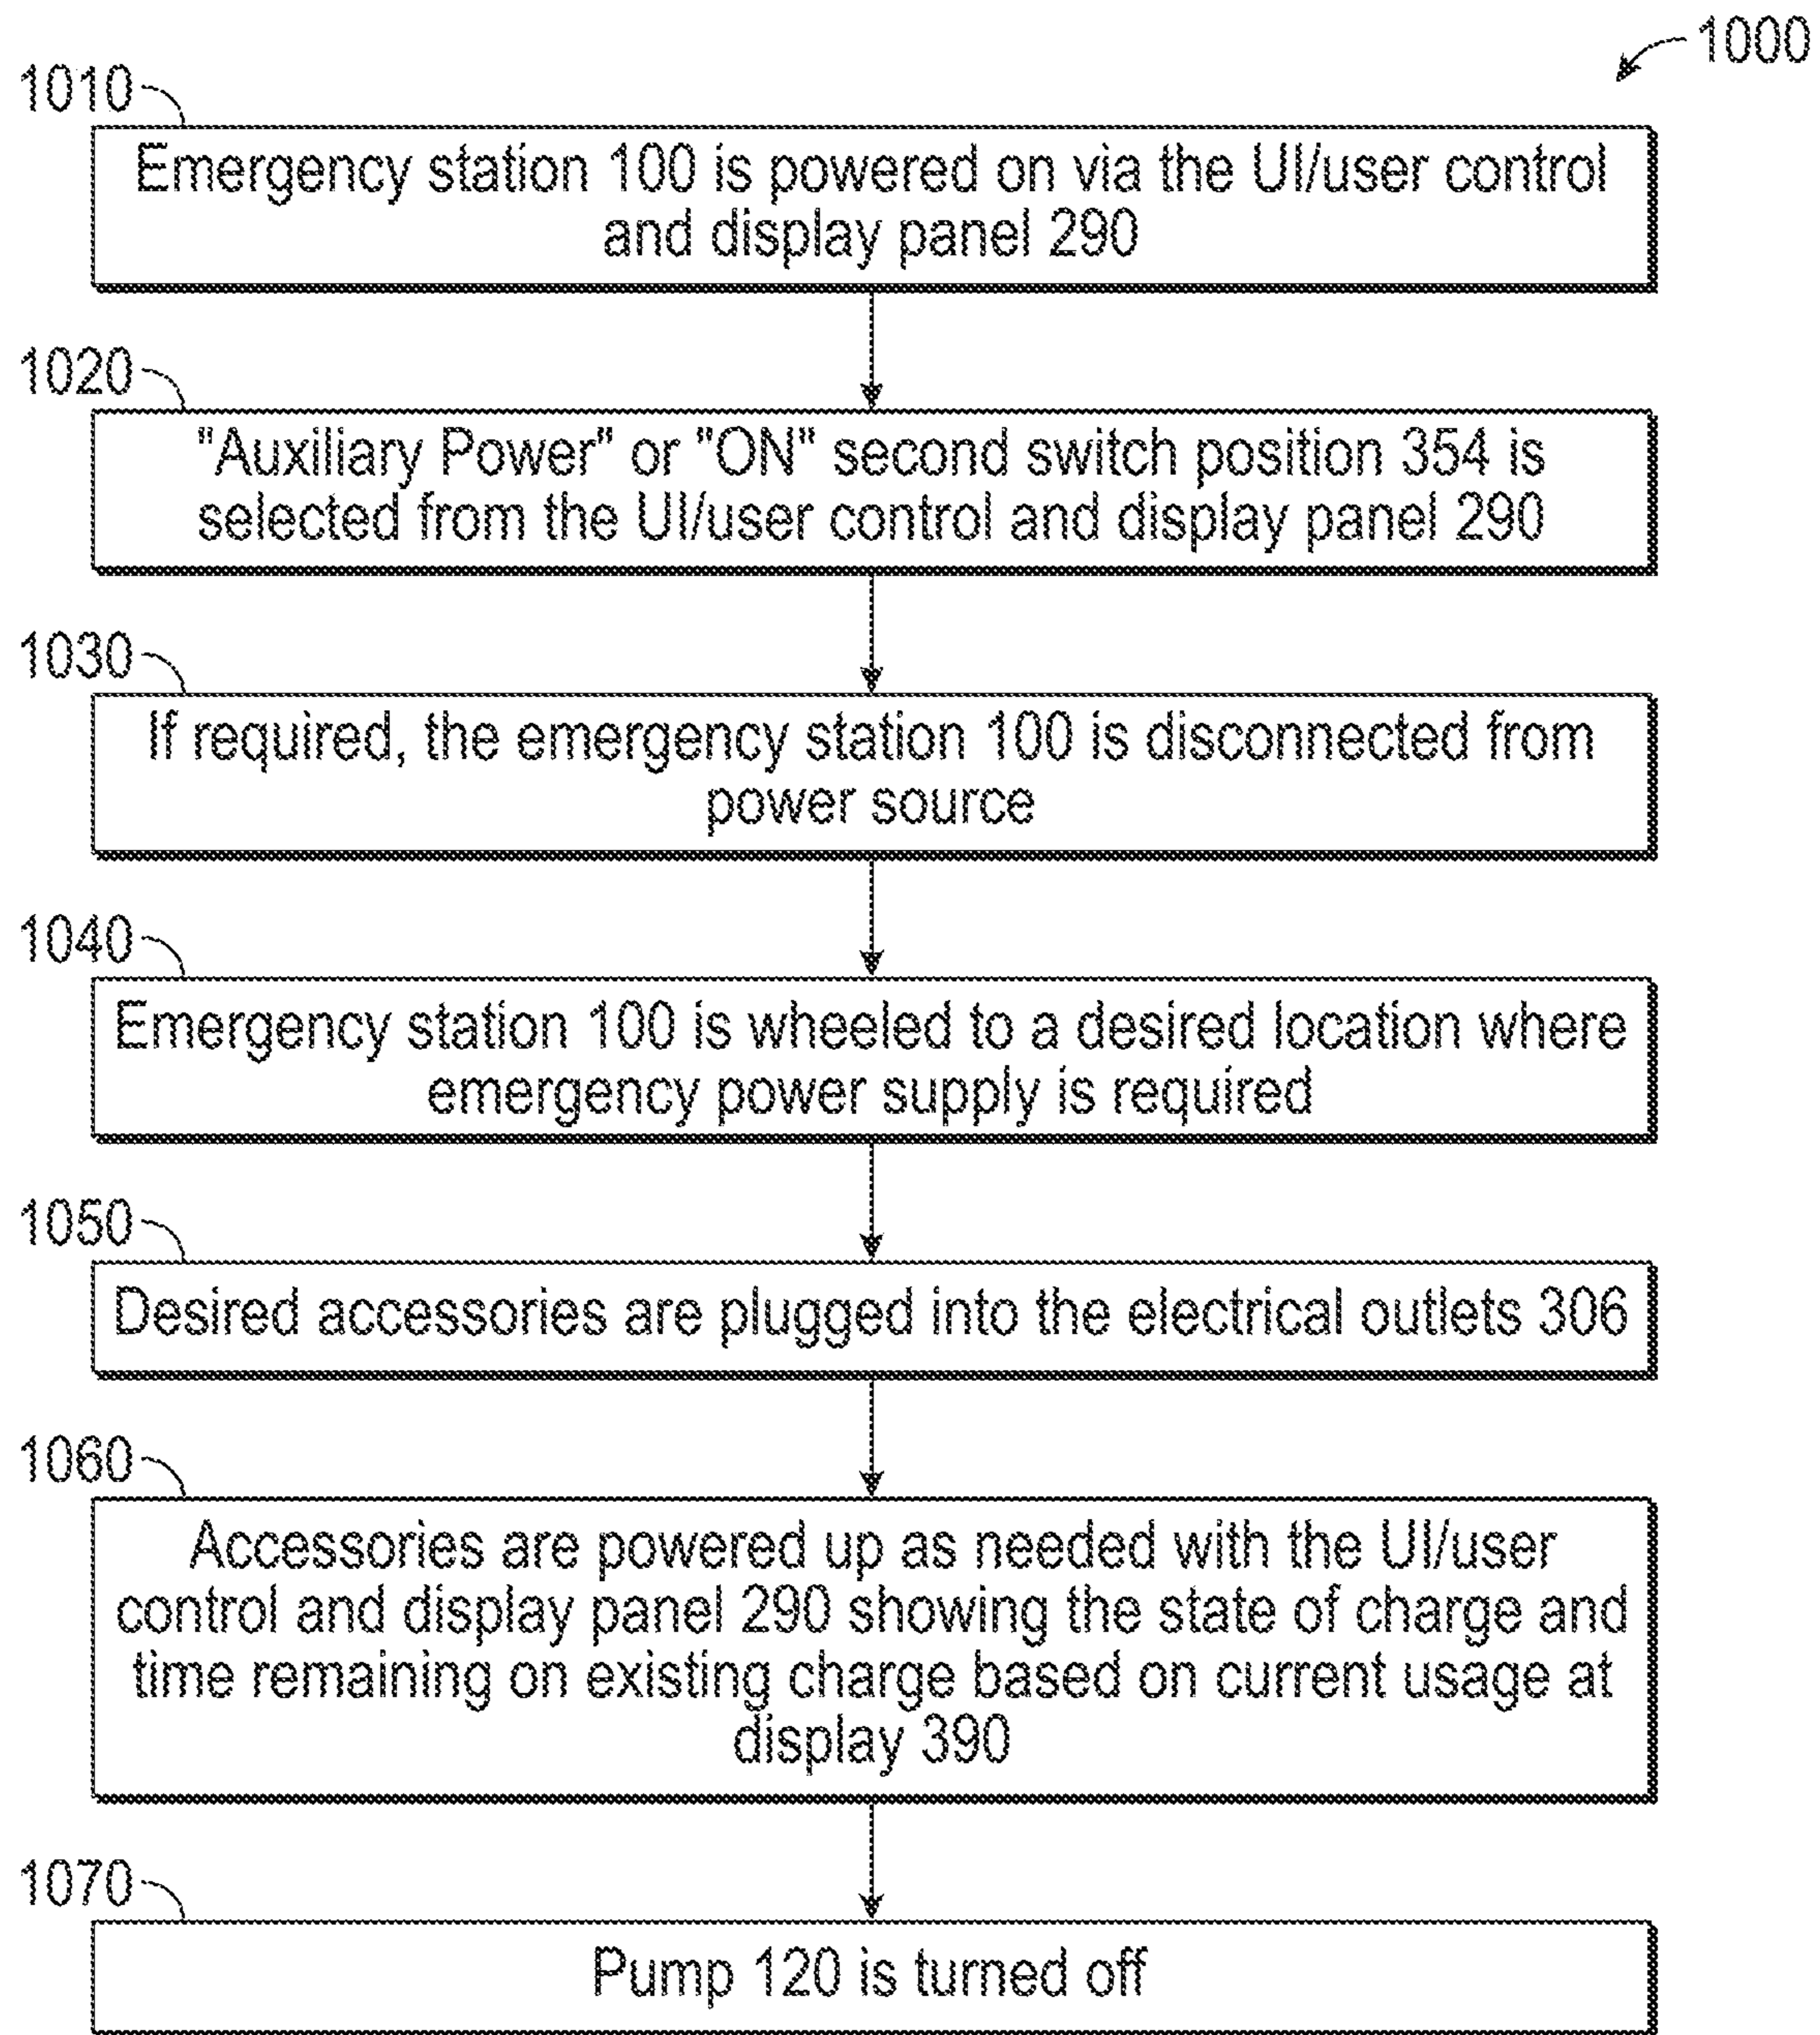 1000
1010
Emergency station 100 is powered on via the UI/user control
and display panel 290
1020
"Auxiliary Power" or "ON" second switch position 354 is
selected from the UI/user control and display panel 290
1030
If required, the emergency station 100 is disconnected from
power source
1040
Emergency station 100 is wheeled to a desired location where
emergency power supply is required
1050
Desired accessories are plugged into the electrical outlets 306
1060
Accessories are powered up as needed with the UI/user
control and display panel 290 showing the state of charge and
time remaining on existing charge based on current usage at
display 390
1070
Pump 120 is turned off